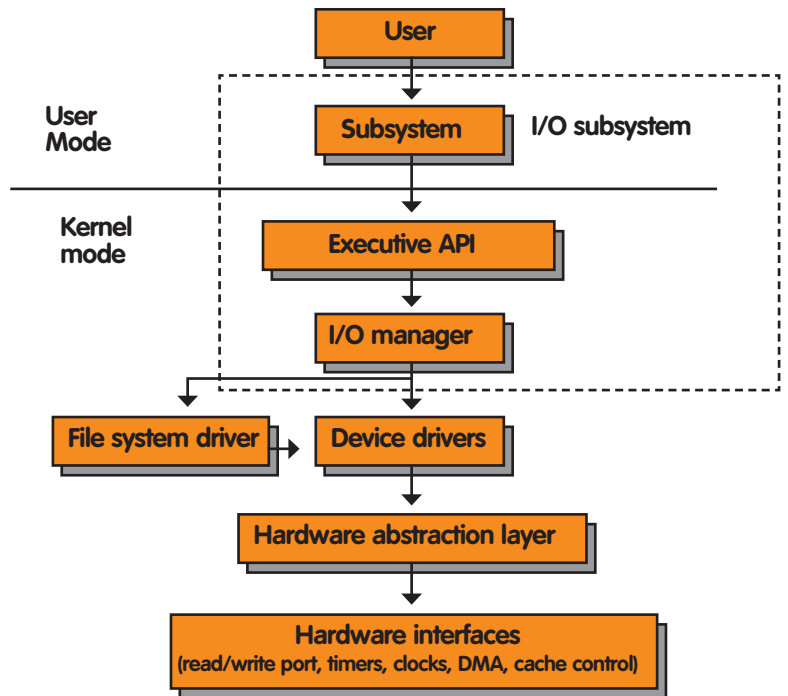 User
User
Mode
Subsystem
I/O subsystem
Kernel
mode
Executive API
I/O manager
File system driver
Device drivers
Hardware abstraction layer
Hardware interfaces
(read/write port, timers, clocks, DMA, cache control)